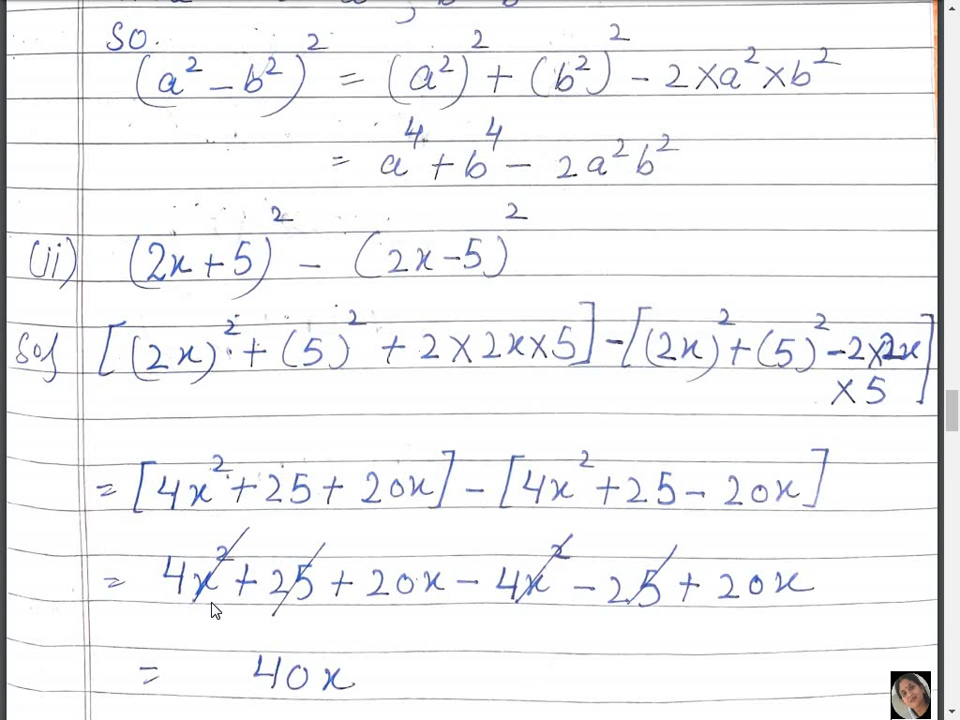 So.
(a² - b²)² = (a²)² + (b²)² - 2×a²×b²
= a⁴ + b⁴ - 2a²b²
(ii) (2x+5)² - (2x-5)²
Sol [(2x)² + (5)² + 2×2x×5] - [(2x)² + (5)² - 2×2x
×5]
= [4x² + 25 + 20x] - [4x² + 25 - 20x]
= 4x² + 25 + 20x - 4x² - 25 + 20x
= 40x